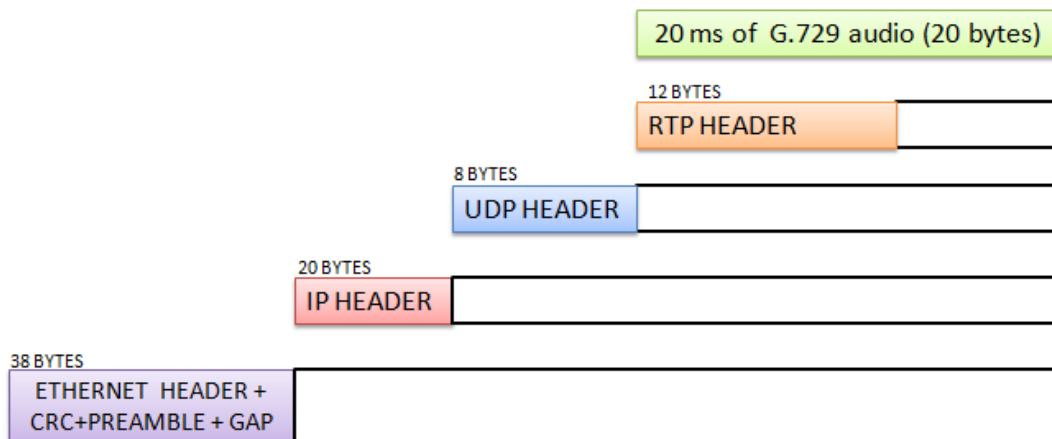 20 ms of G.729 audio (20 bytes)
12 BYTES
RTP HEADER
8 BYTES
UDP HEADER
20 BYTES
IP HEADER
38 BYTES
ETHERNET HEADER +
CRC+PREAMBLE + GAP